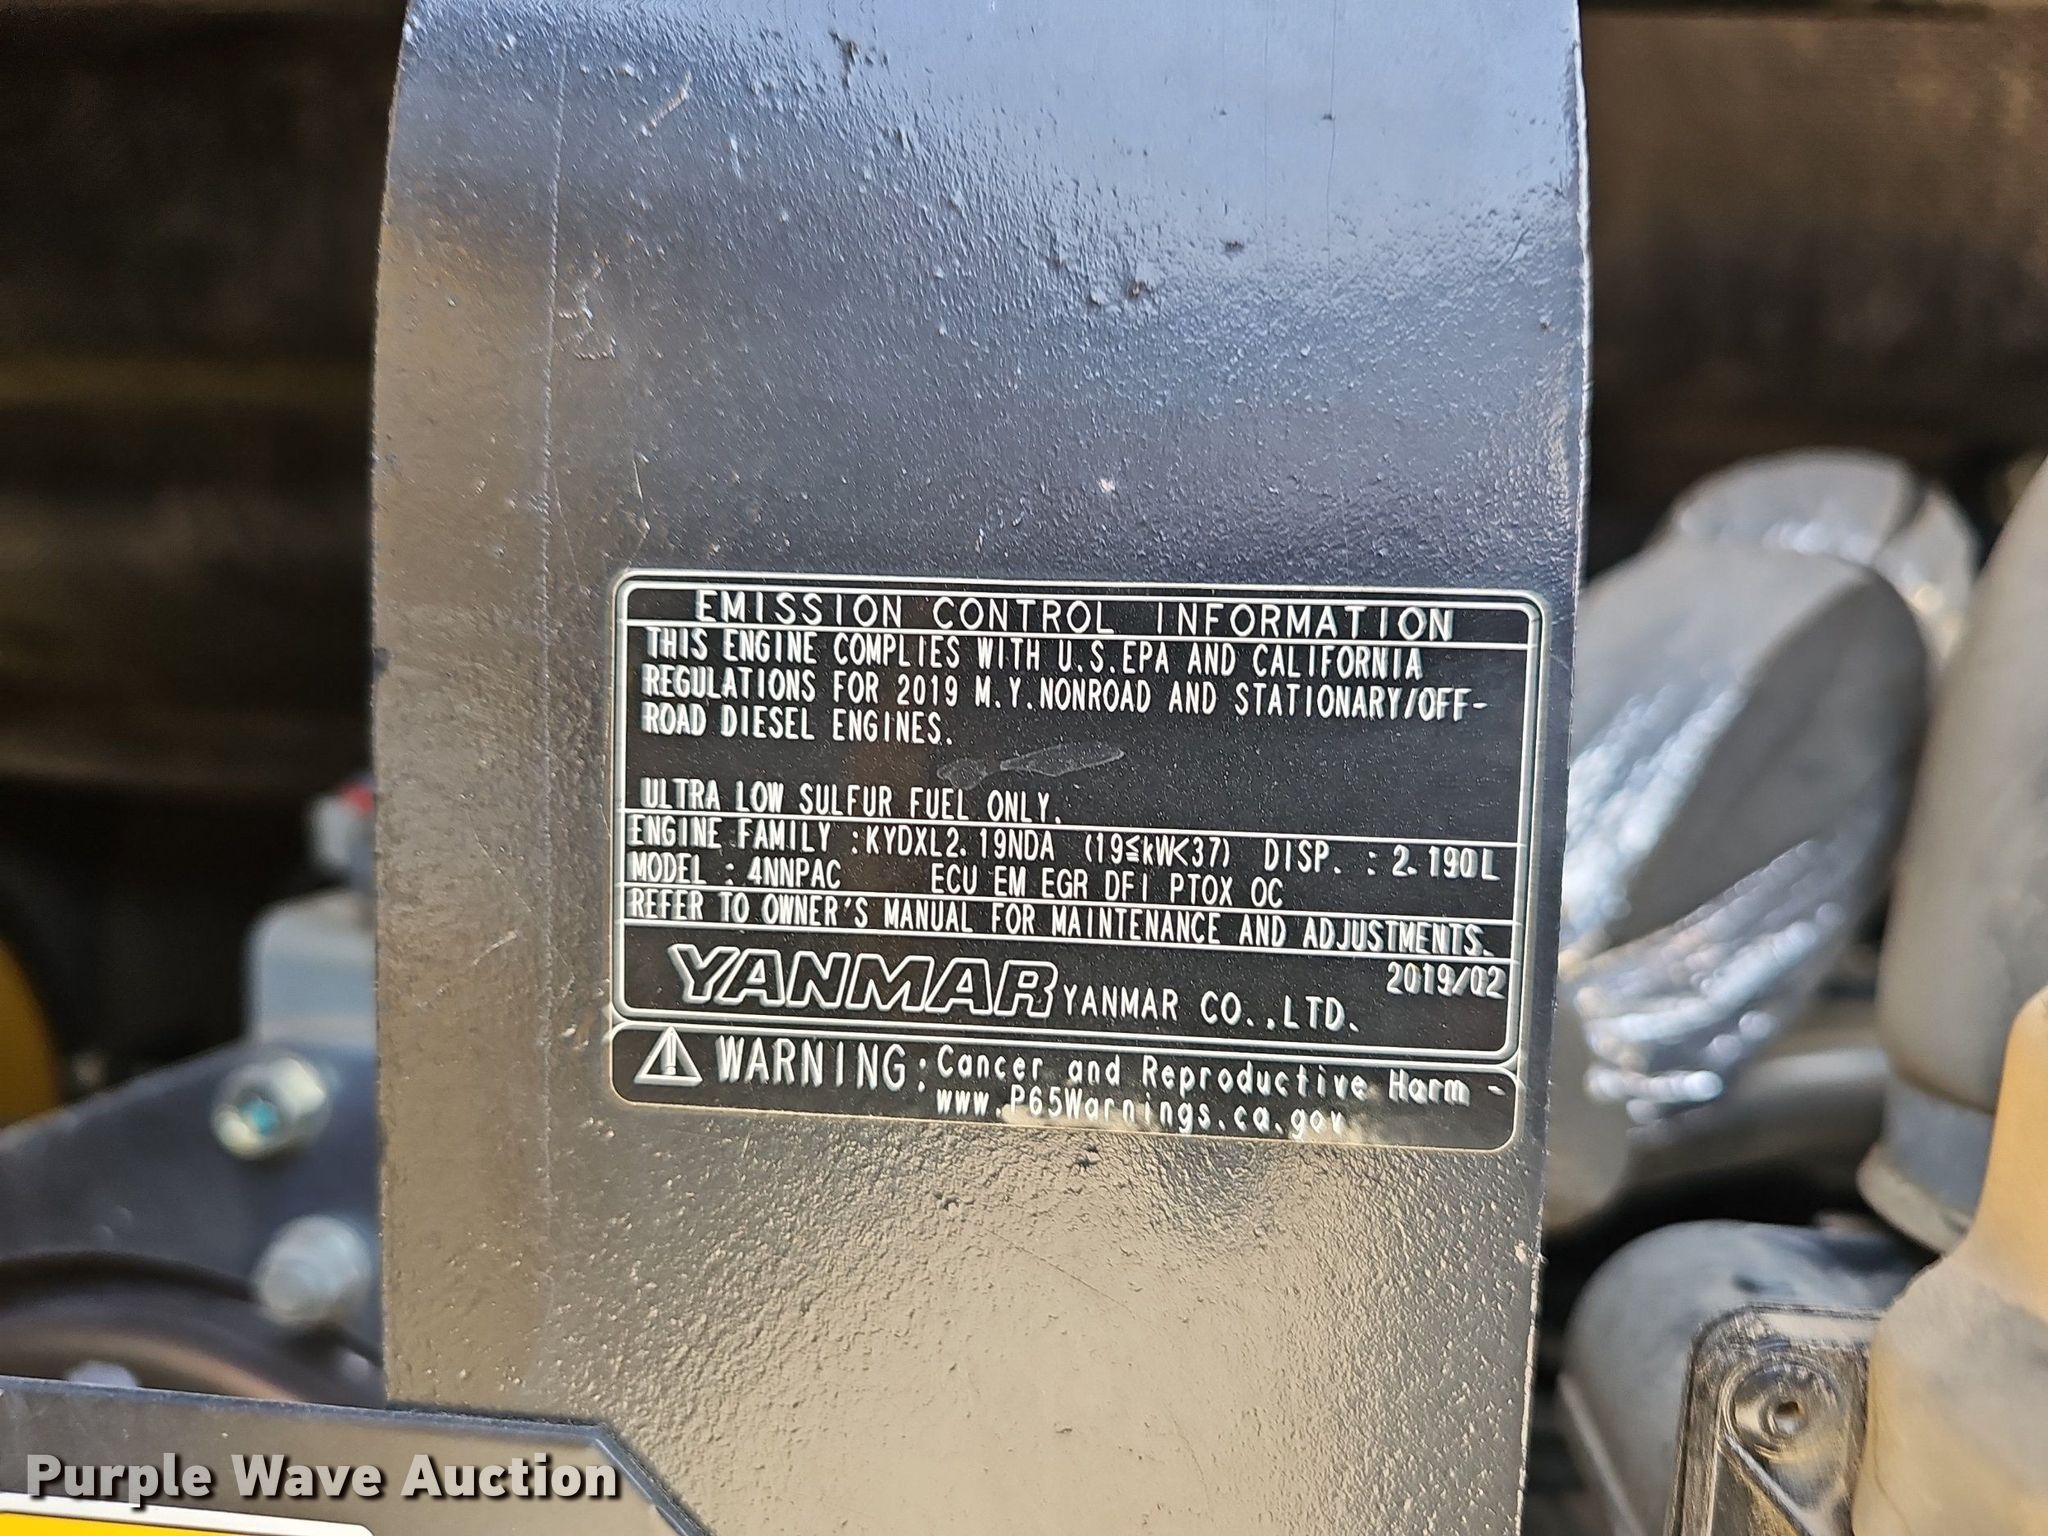 EMISSION CONTROL INFORMATION
THIS ENGINE COMPLIES WITH U.S.EPA AND CALIFORNIA
REGULATIONS FOR 2019 M.Y.NONROAD AND STATIONARY/OFF-
ROAD DIESEL ENGINES.
ULTRA LOW SULFUR FUEL ONLY.
ENGINE FAMILY :KYDXL2.19NDA (19≦kW<37) DISP. : 2.190L
MODEL : 4NNPAC ECU EM EGR DFI PTOX OC
REFER TO OWNER'S MANUAL FOR MAINTENANCE AND ADJUSTMENTS.
2019/02
YANMAR YANMAR CO.,LTD.
WARNING: Cancer and Reproductive Harm -
www.P65Warnings.ca.gov
Purple Wave Auction